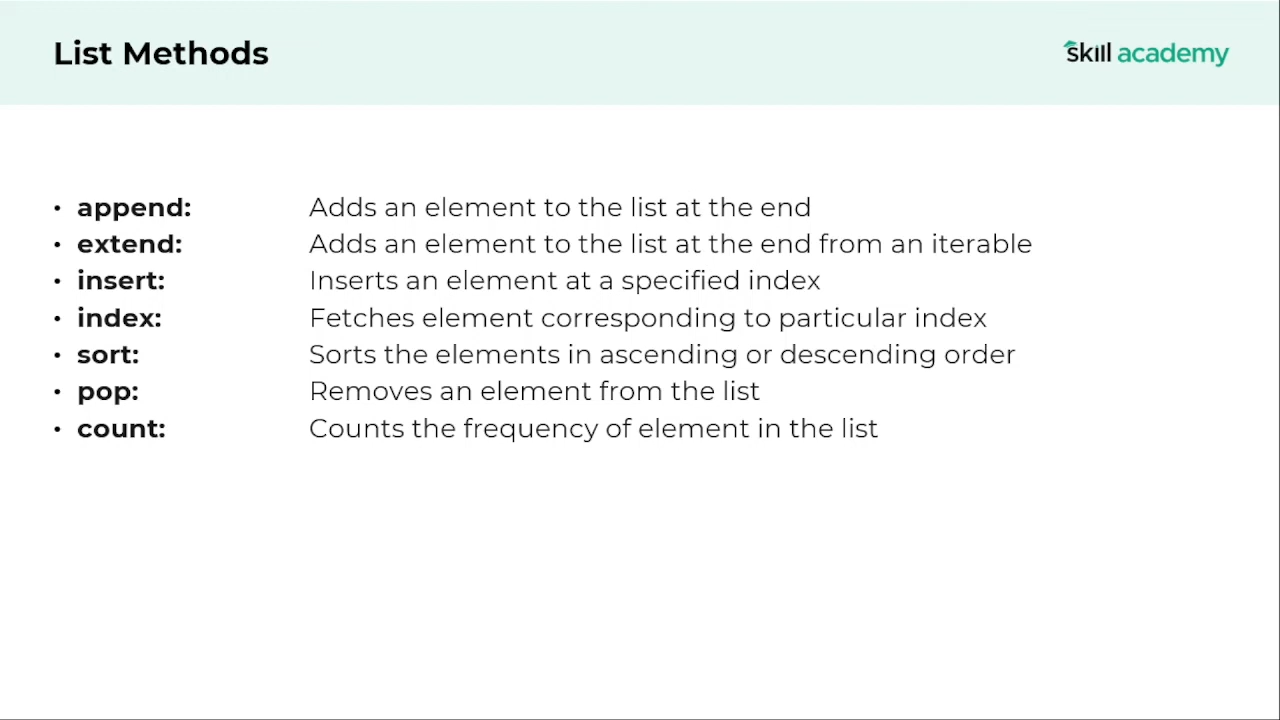 List Methods
skill academy
• append: Adds an element to the list at the end
• extend: Adds an element to the list at the end from an iterable
• insert: Inserts an element at a specified index
• index: Fetches element corresponding to particular index
• sort: Sorts the elements in ascending or descending order
• pop: Removes an element from the list
• count: Counts the frequency of element in the list